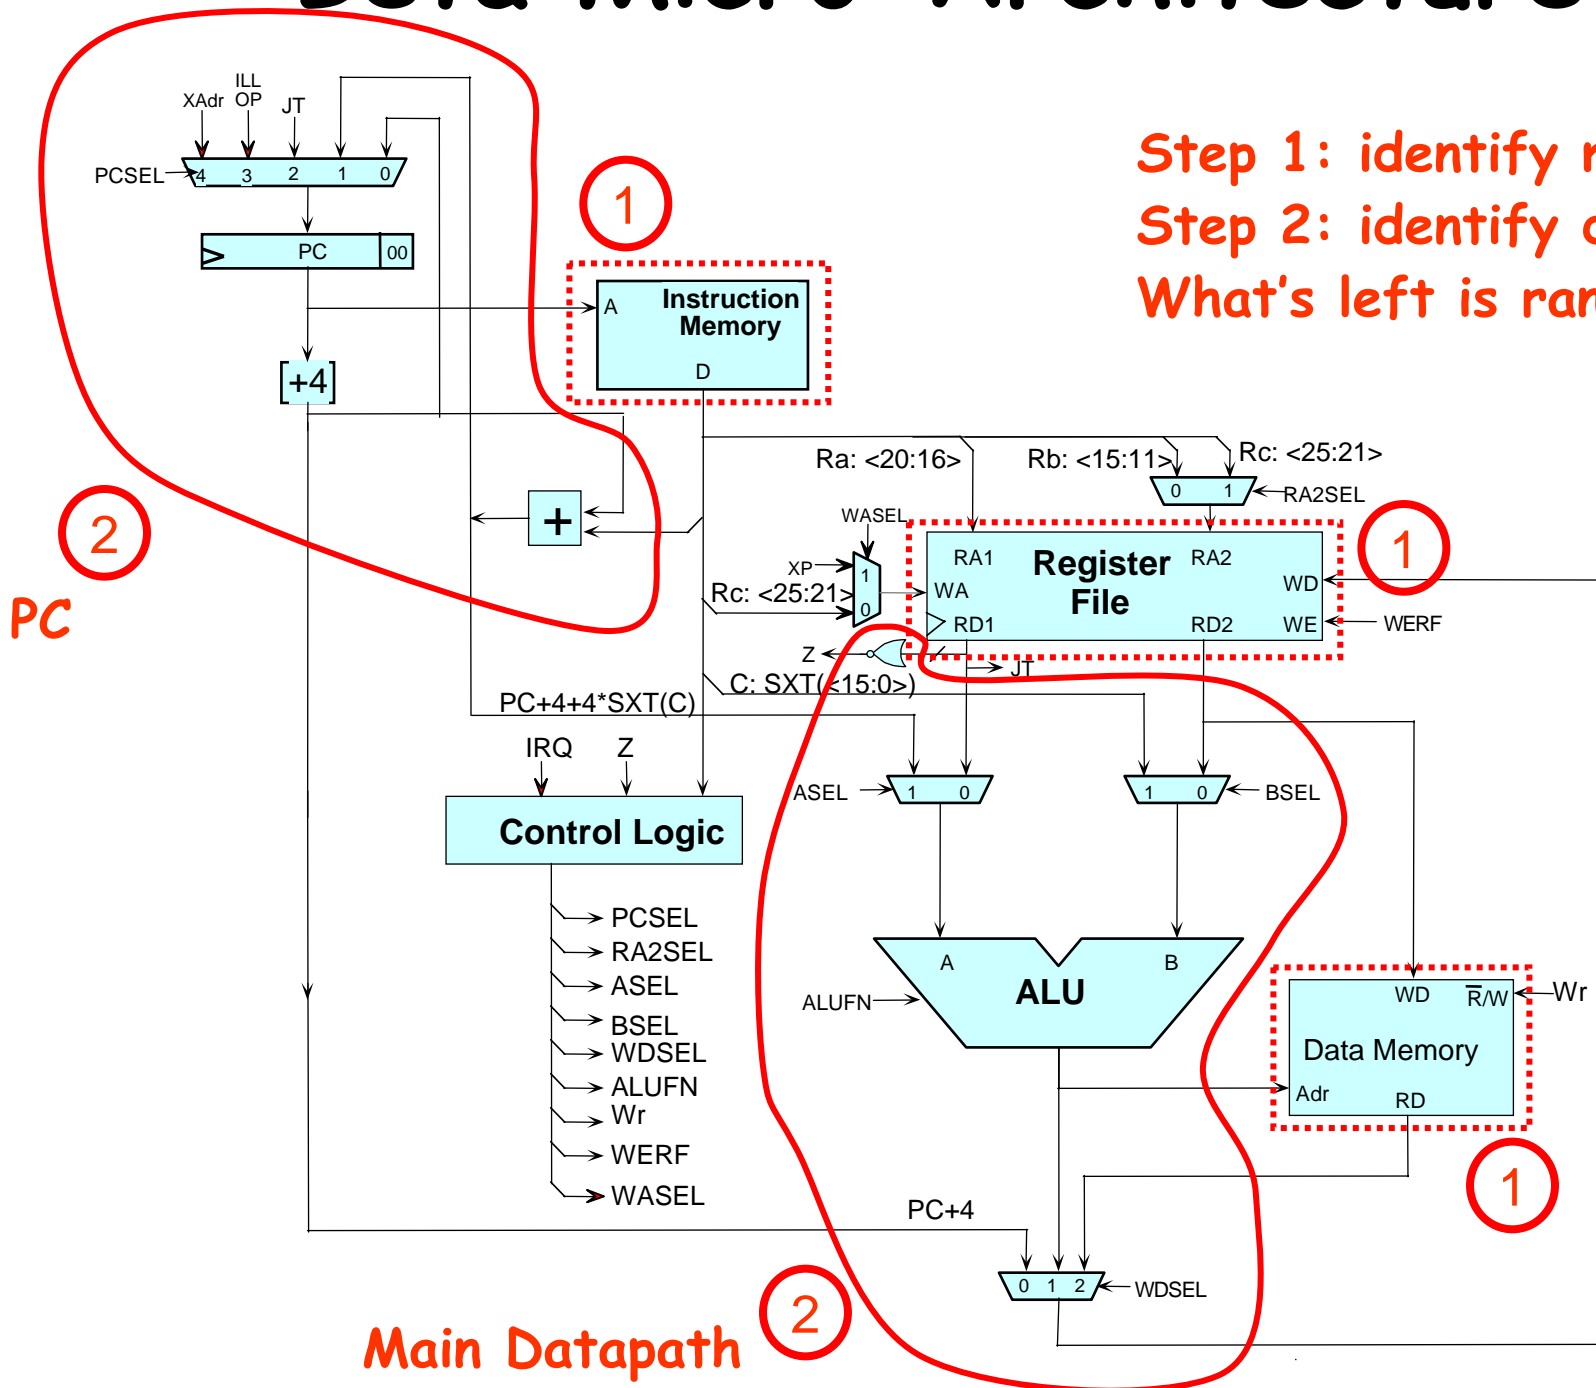 Step 1: identify
Step 2: identify
What's left is
ILL
XAdr OP JT
PCSEL 4 3 2 1 0
PC 00
1
A Instruction
Memory
D
[+4]
Ra: <20:16> Rb: <15:11> Rc: <25:21>
0 1 RA2SEL
2
+
WASEL
1
PC
XP 1
Rc: <25:21> 0
RA1 Register RA2
WA File WD
RD1 RD2 WE WERF
Z JT
C: SXT(<15:0>)
PC+4+4*SXT(C)
IRQ Z
ASEL 1 0 1 0 BSEL
Control Logic
PCSEL
RA2SEL
ASEL
BSEL
WDSEL
ALUFN
Wr
WERF
WASEL
A B
ALU
ALUFN
WD R/W Wr
Data Memory
Adr RD
1
PC+4
0 1 2 WDSEL
2
Main Datapath